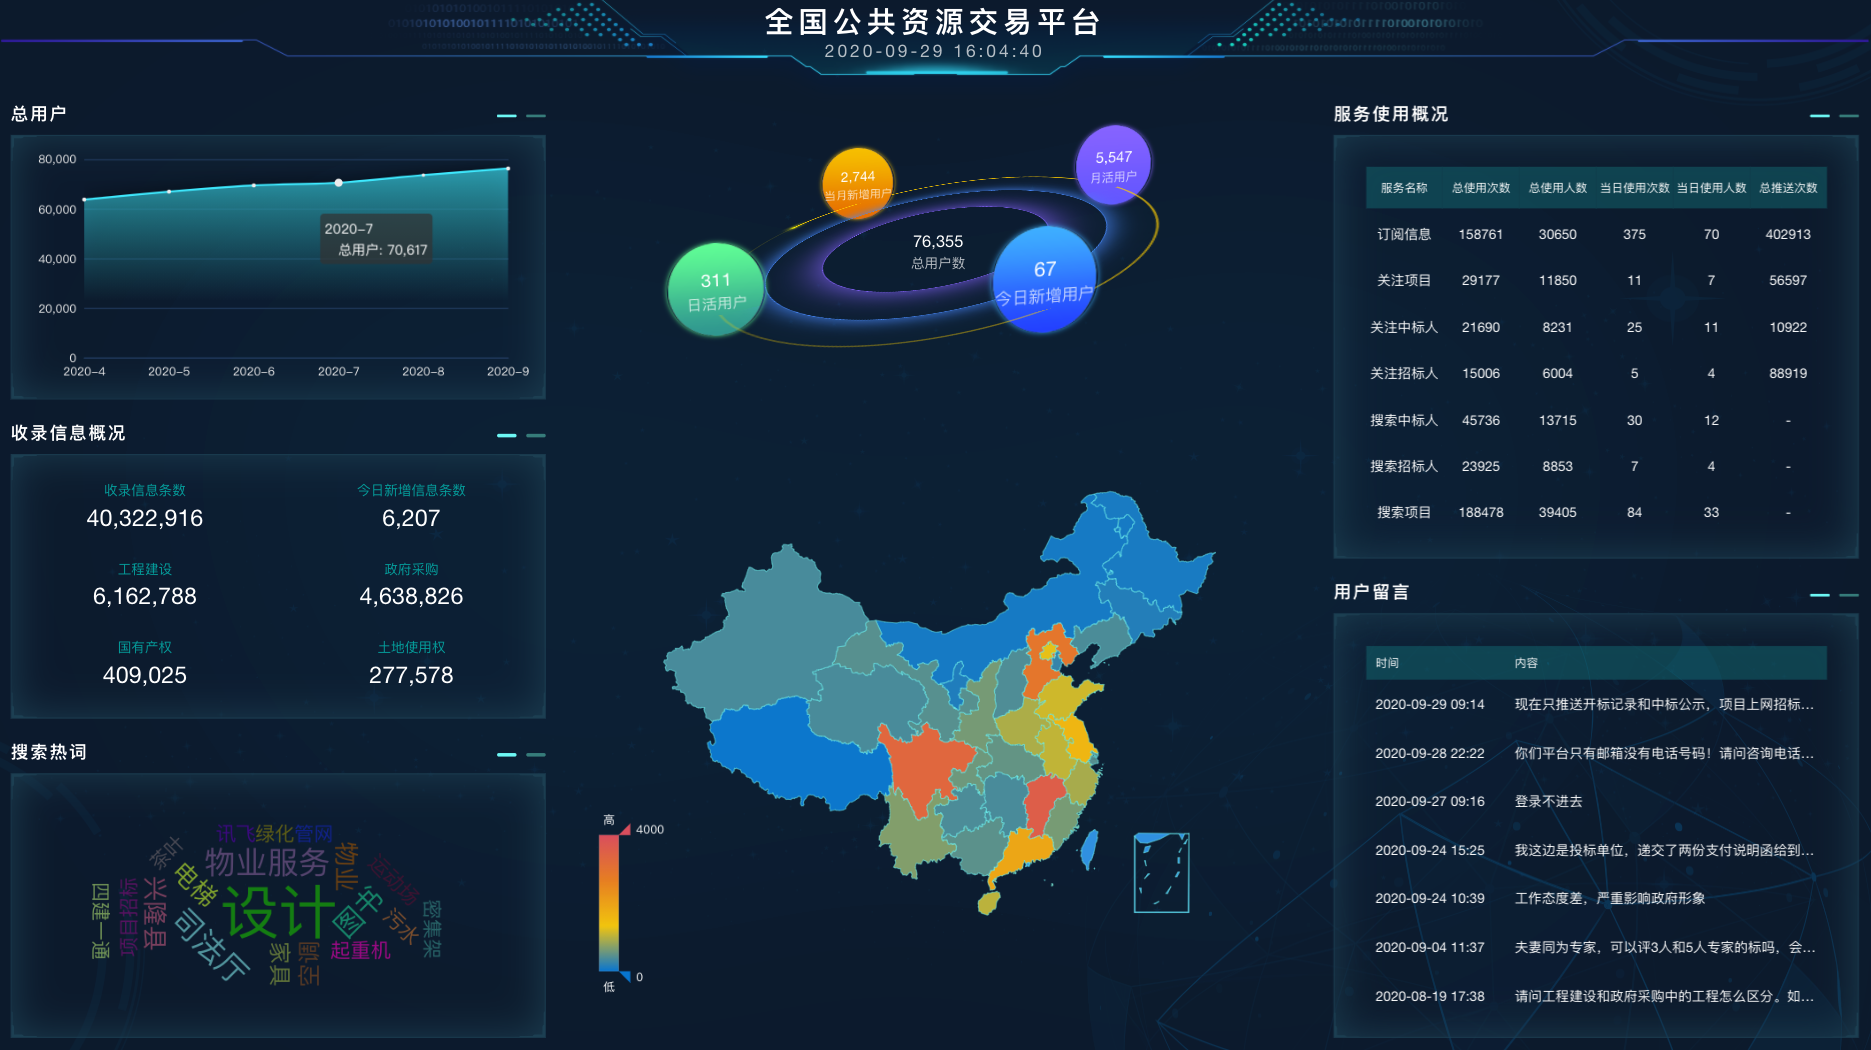 全国公共资源交易平台
2020-09-29 16:04:40
总用户
80,000
60,000
40,000
20,000
0
2020-4 2020-5 2020-6 2020-7 2020-8 2020-9
2020-7
总用户: 70,617
收录信息概况
收录信息条数 今日新增信息条数
40,322,916 6,207
工程建设 政府采购
6,162,788 4,638,826
国有产权 土地使用权
409,025 277,578
搜索热词
讯飞 绿化 管网
茶叶 物业服务 物业 运动场
四建一通 项目招标 兴隆县 电梯 设计 图书 污水 密集架
司法厅 家具 空调 起重机
2,744
当月新增用户
5,547
月活用户
76,355
总用户数
311
日活用户
67
今日新增用户
高
4000
0
低
服务使用概况
服务名称 总使用次数 总使用人数 当日使用次数 当日使用人数 总推送次数
订阅信息 158761 30650 375 70 402913
关注项目 29177 11850 11 7 56597
关注中标人 21690 8231 25 11 10922
关注招标人 15006 6004 5 4 88919
搜索中标人 45736 13715 30 12 -
搜索招标人 23925 8853 7 4 -
搜索项目 188478 39405 84 33 -
用户留言
时间 内容
2020-09-29 09:14 现在只推送开标记录和中标公示，项目上网招标...
2020-09-28 22:22 你们平台只有邮箱没有电话号码！请问咨询电话...
2020-09-27 09:16 登录不进去
2020-09-24 15:25 我这边是投标单位，递交了两份支付说明函给到...
2020-09-24 10:39 工作态度差，严重影响政府形象
2020-09-04 11:37 夫妻同为专家，可以评3人和5人专家的标吗，会...
2020-08-19 17:38 请问工程建设和政府采购中的工程怎么区分。如...